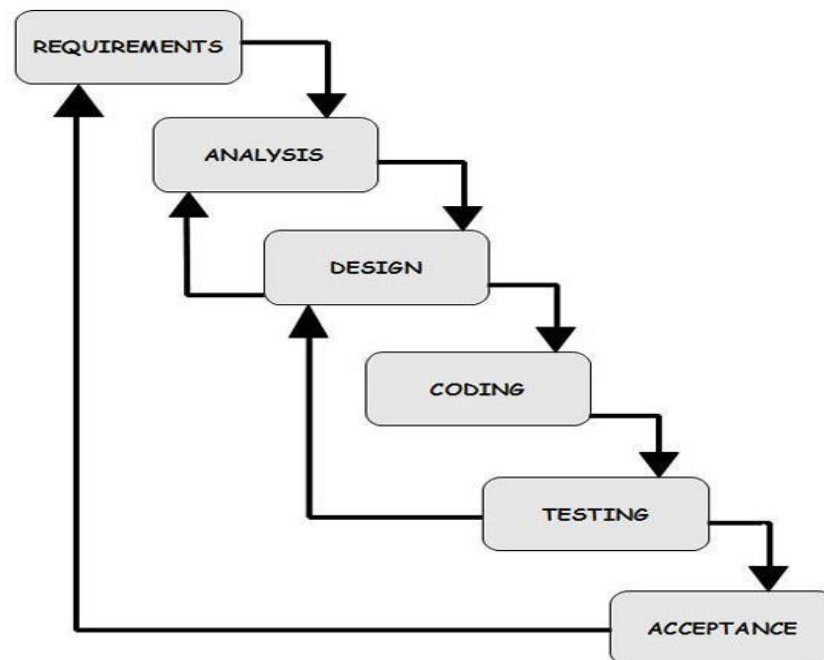 REQUIREMENTS
ANALYSIS
DESIGN
CODING
TESTING
ACCEPTANCE